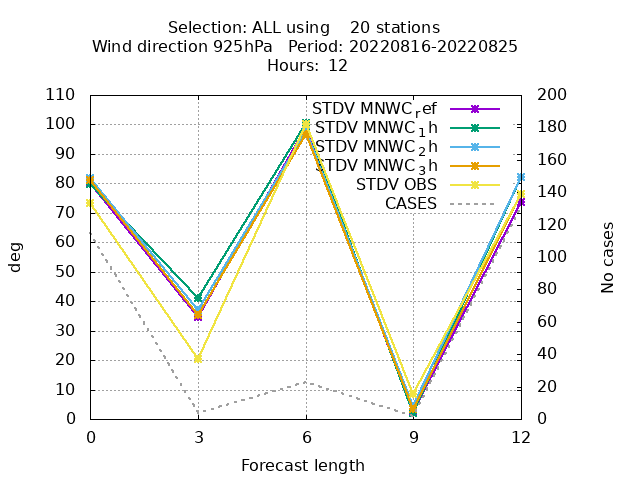 Selection: ALL using    20 stations
Wind direction 925hPa   Period: 20220816-20220825
Hours: 12
110
100
90
80
70
60
50
40
30
20
10
0
200
180
160
140
120
100
80
60
40
20
0
STDV MNWC_ref
STDV MNWC_1h
STDV MNWC_2h
STDV MNWC_3h
STDV OBS
CASES
deg
No cases
0 3 6 9 12
Forecast length